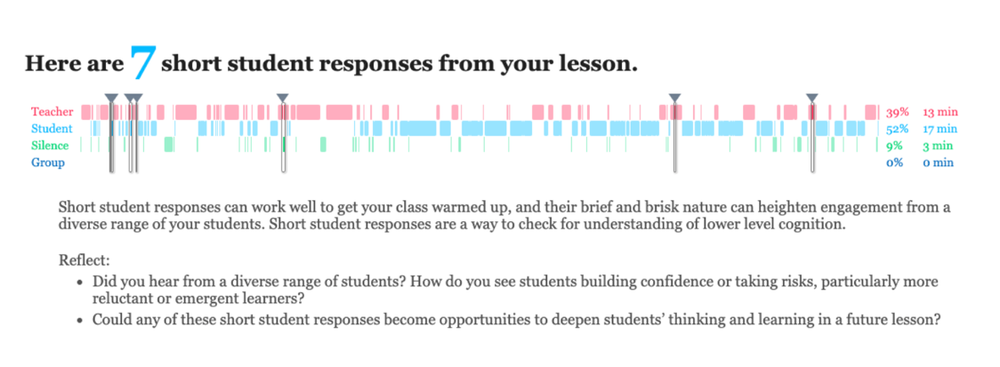 Here are 7 short student responses from your lesson.
Teacher 39% 13 min
Student 52% 17 min
Silence 9% 3 min
Group 0% 0 min
Short student responses can work well to get your class warmed up, and their brief and brisk nature can heighten engagement from a
diverse range of your students. Short student responses are a way to check for understanding of lower level cognition.
Reflect:
• Did you hear from a diverse range of students? How do you see students building confidence or taking risks, particularly more
reluctant or emergent learners?
• Could any of these short student responses become opportunities to deepen students’ thinking and learning in a future lesson?